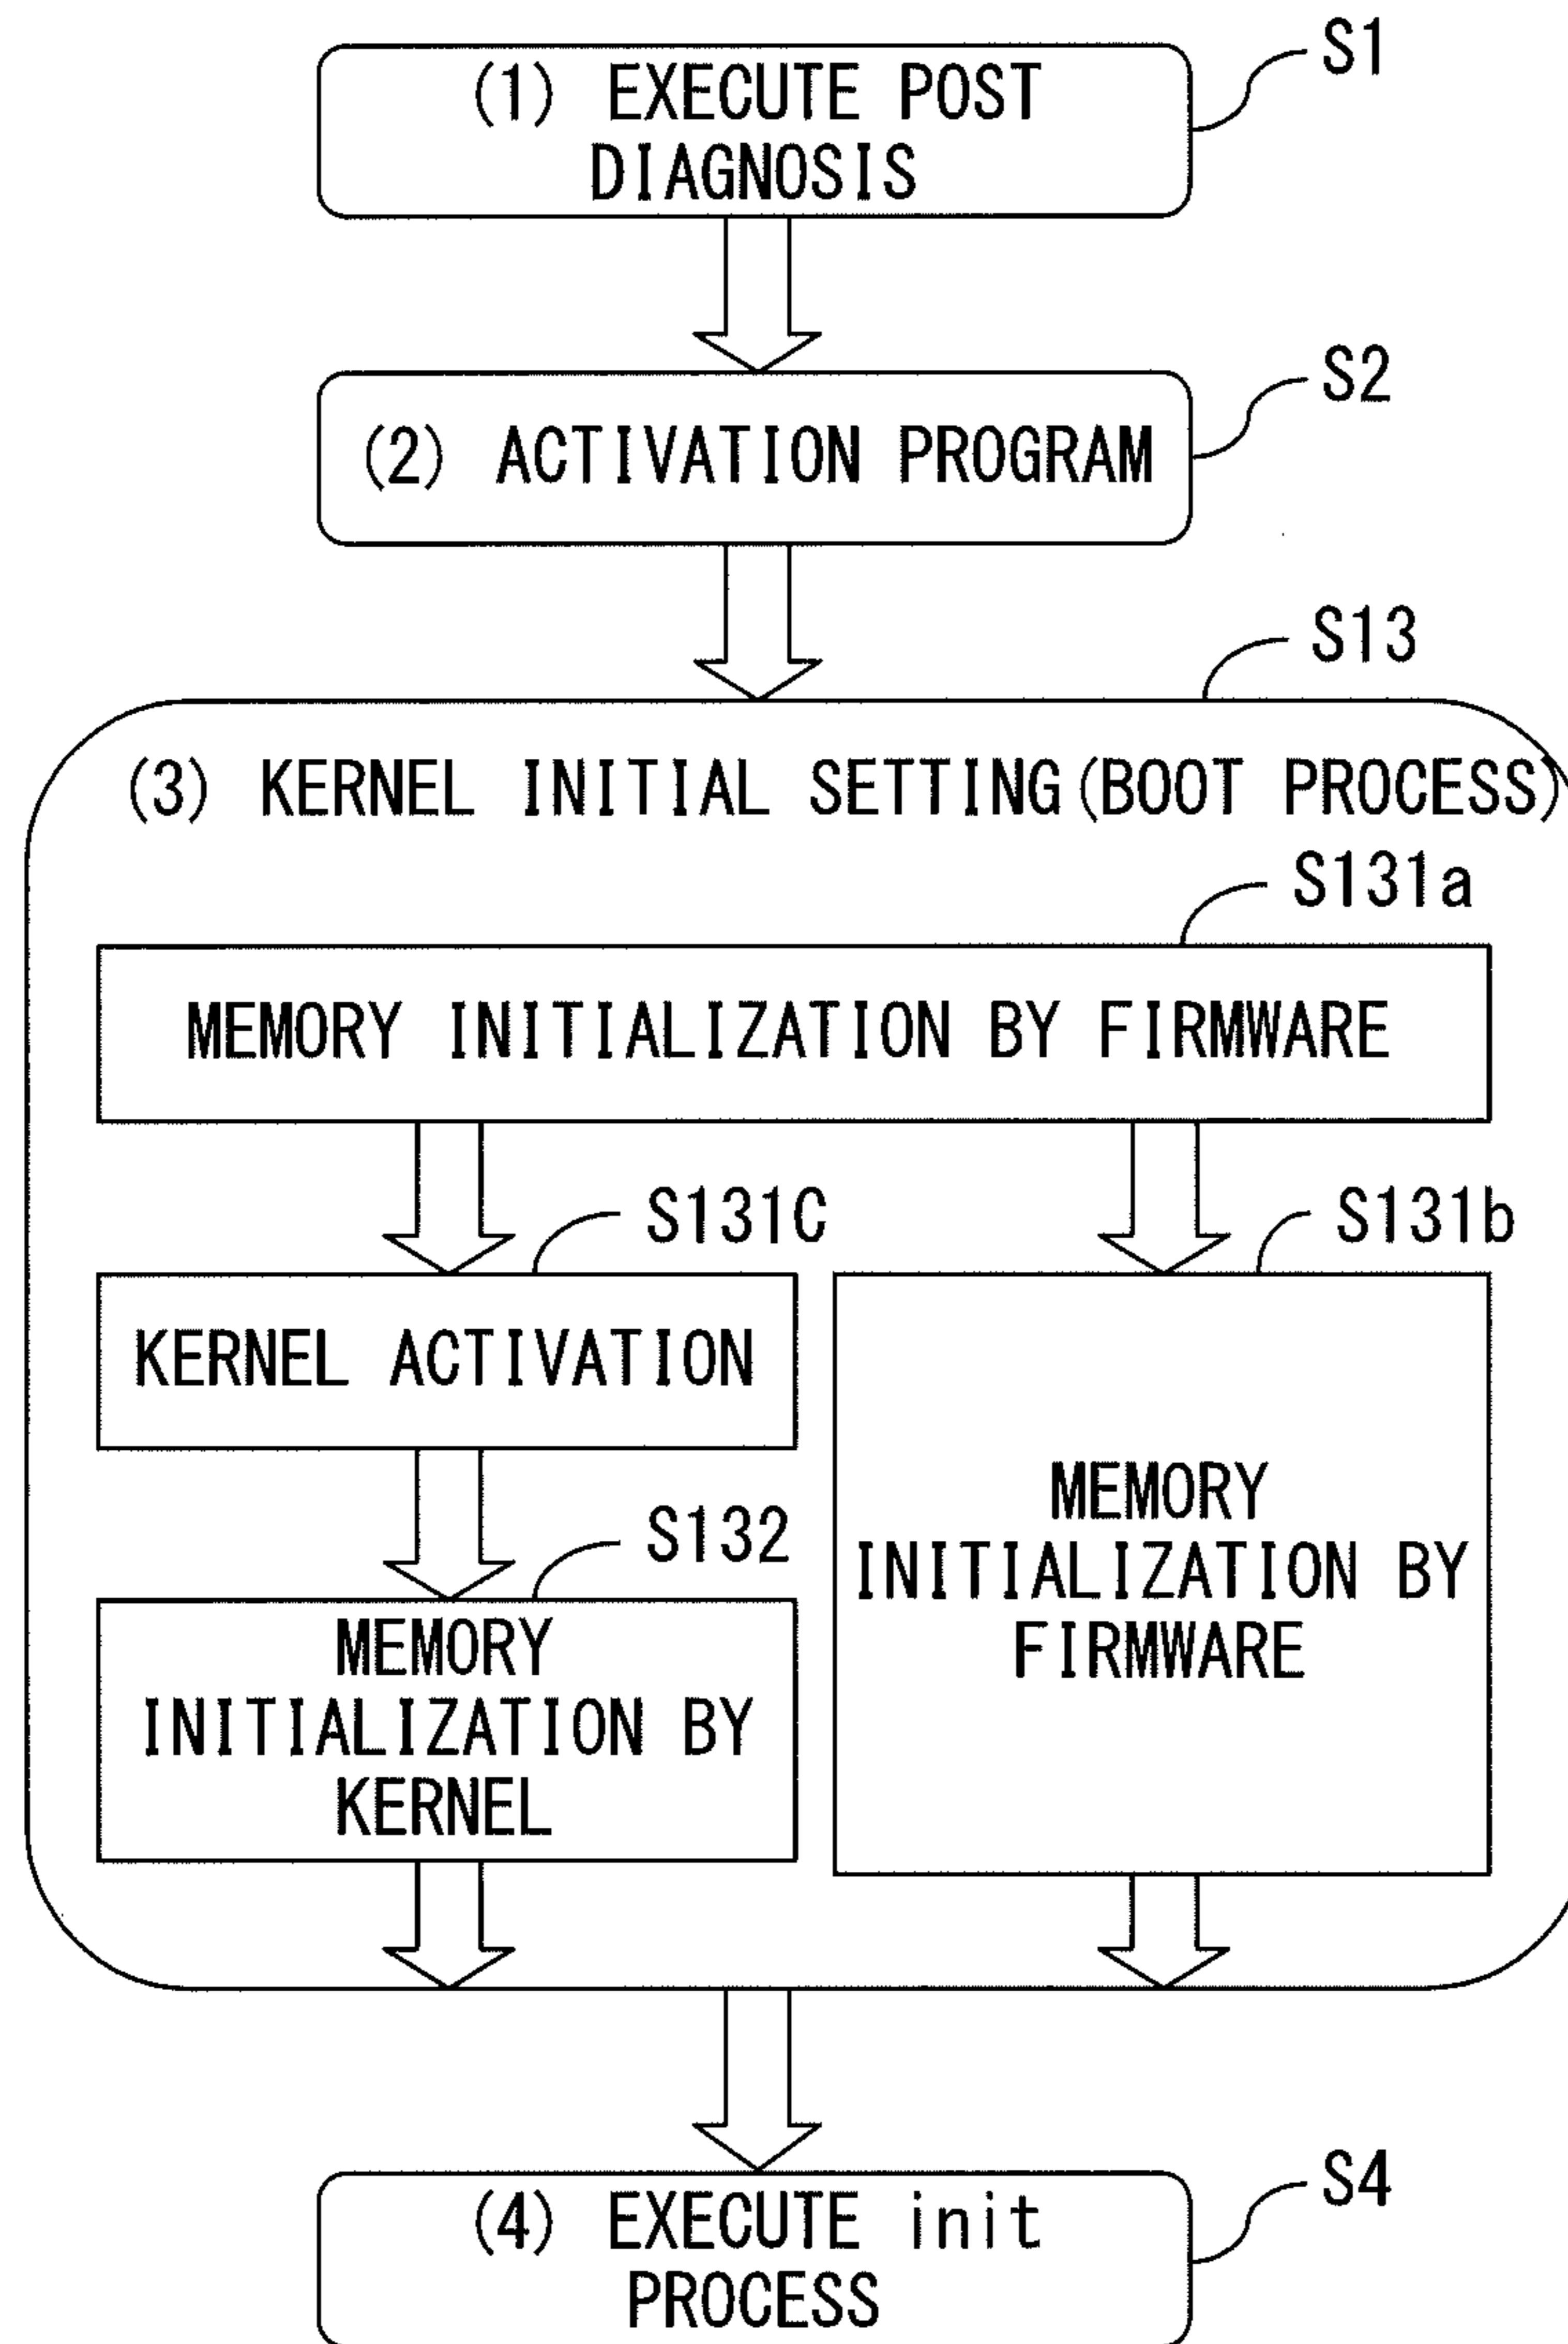 S1
(1) EXECUTE POST
DIAGNOSIS
S2
(2) ACTIVATION PROGRAM
S13
(3) KERNEL INITIAL SETTING(BOOT PROCESS)
S131a
MEMORY INITIALIZATION BY FIRMWARE
S131C
KERNEL ACTIVATION
S132
MEMORY
INITIALIZATION BY
KERNEL
S131b
MEMORY
INITIALIZATION BY
FIRMWARE
S4
(4) EXECUTE init
PROCESS